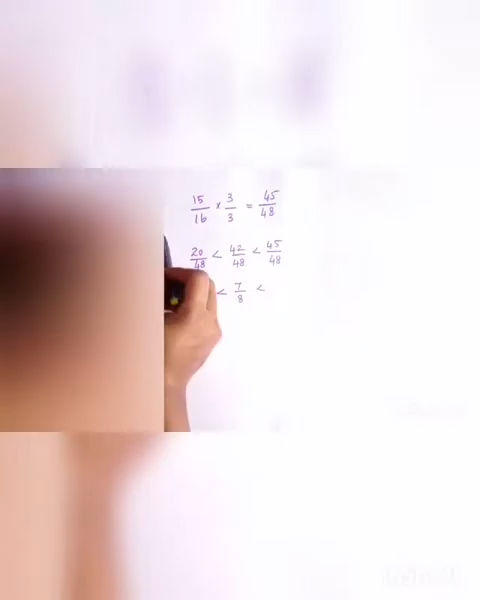 15/16 × 3/3 = 45/48
20/48 < 42/48 < 45/48
< 7/8 <